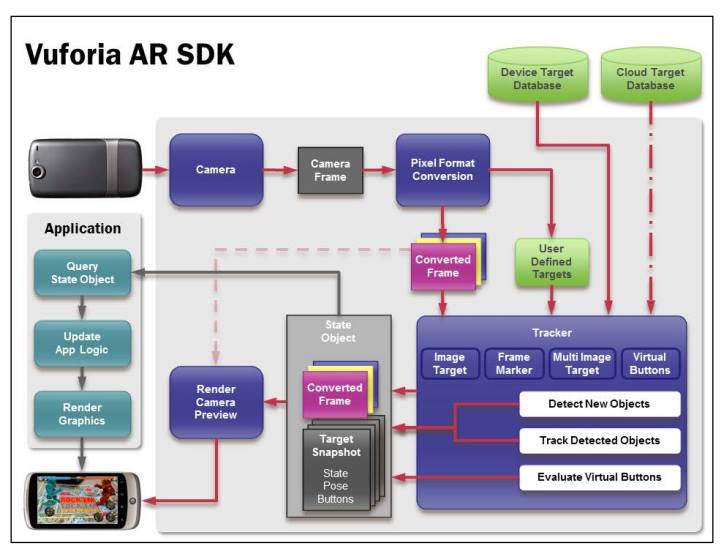 Vuforia AR SDK
Device Target
Database
Cloud Target
Database
Camera
Camera
Frame
Pixel Format
Conversion
Application
Query
State Object
Update
App Logic
Render
Graphics
Converted
Frame
User
Defined
Targets
State
Object
Converted
Frame
Target
Snapshot
State
Pose
Buttons
Render
Camera
Preview
Tracker
Image
Target
Frame
Marker
Multi Image
Target
Virtual
Buttons
Detect New Objects
Track Detected Objects
Evaluate Virtual Buttons